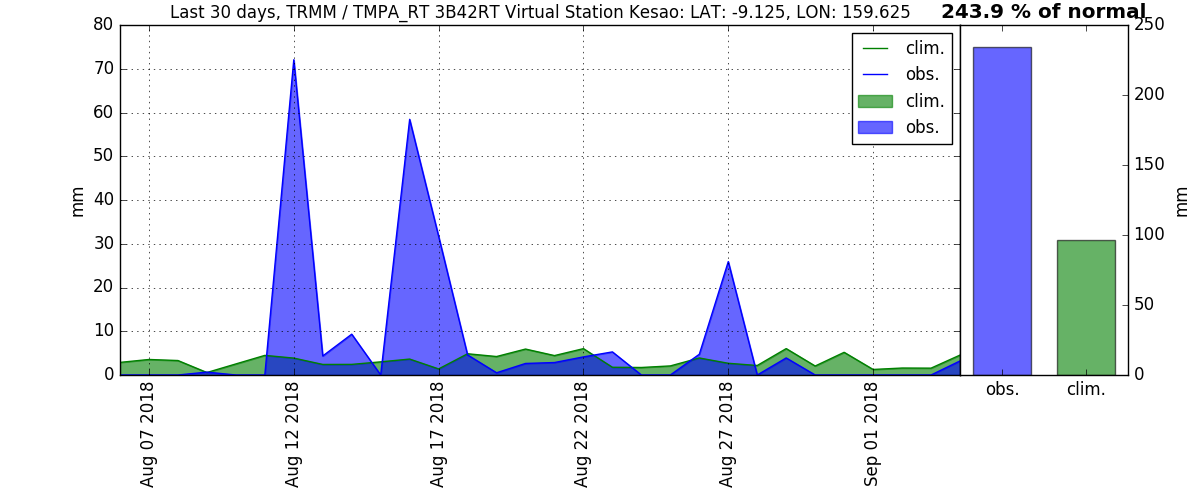 Last 30 days, TRMM / TMPA_RT 3B42RT Virtual Station Kesao: LAT: -9.125, LON: 159.625
243.9 % of normal
80
70
60
50
40
30
20
10
0
mm
clim.
obs.
clim.
obs.
250
200
150
100
50
0
mm
obs.
clim.
Aug 07 2018
Aug 12 2018
Aug 17 2018
Aug 22 2018
Aug 27 2018
Sep 01 2018